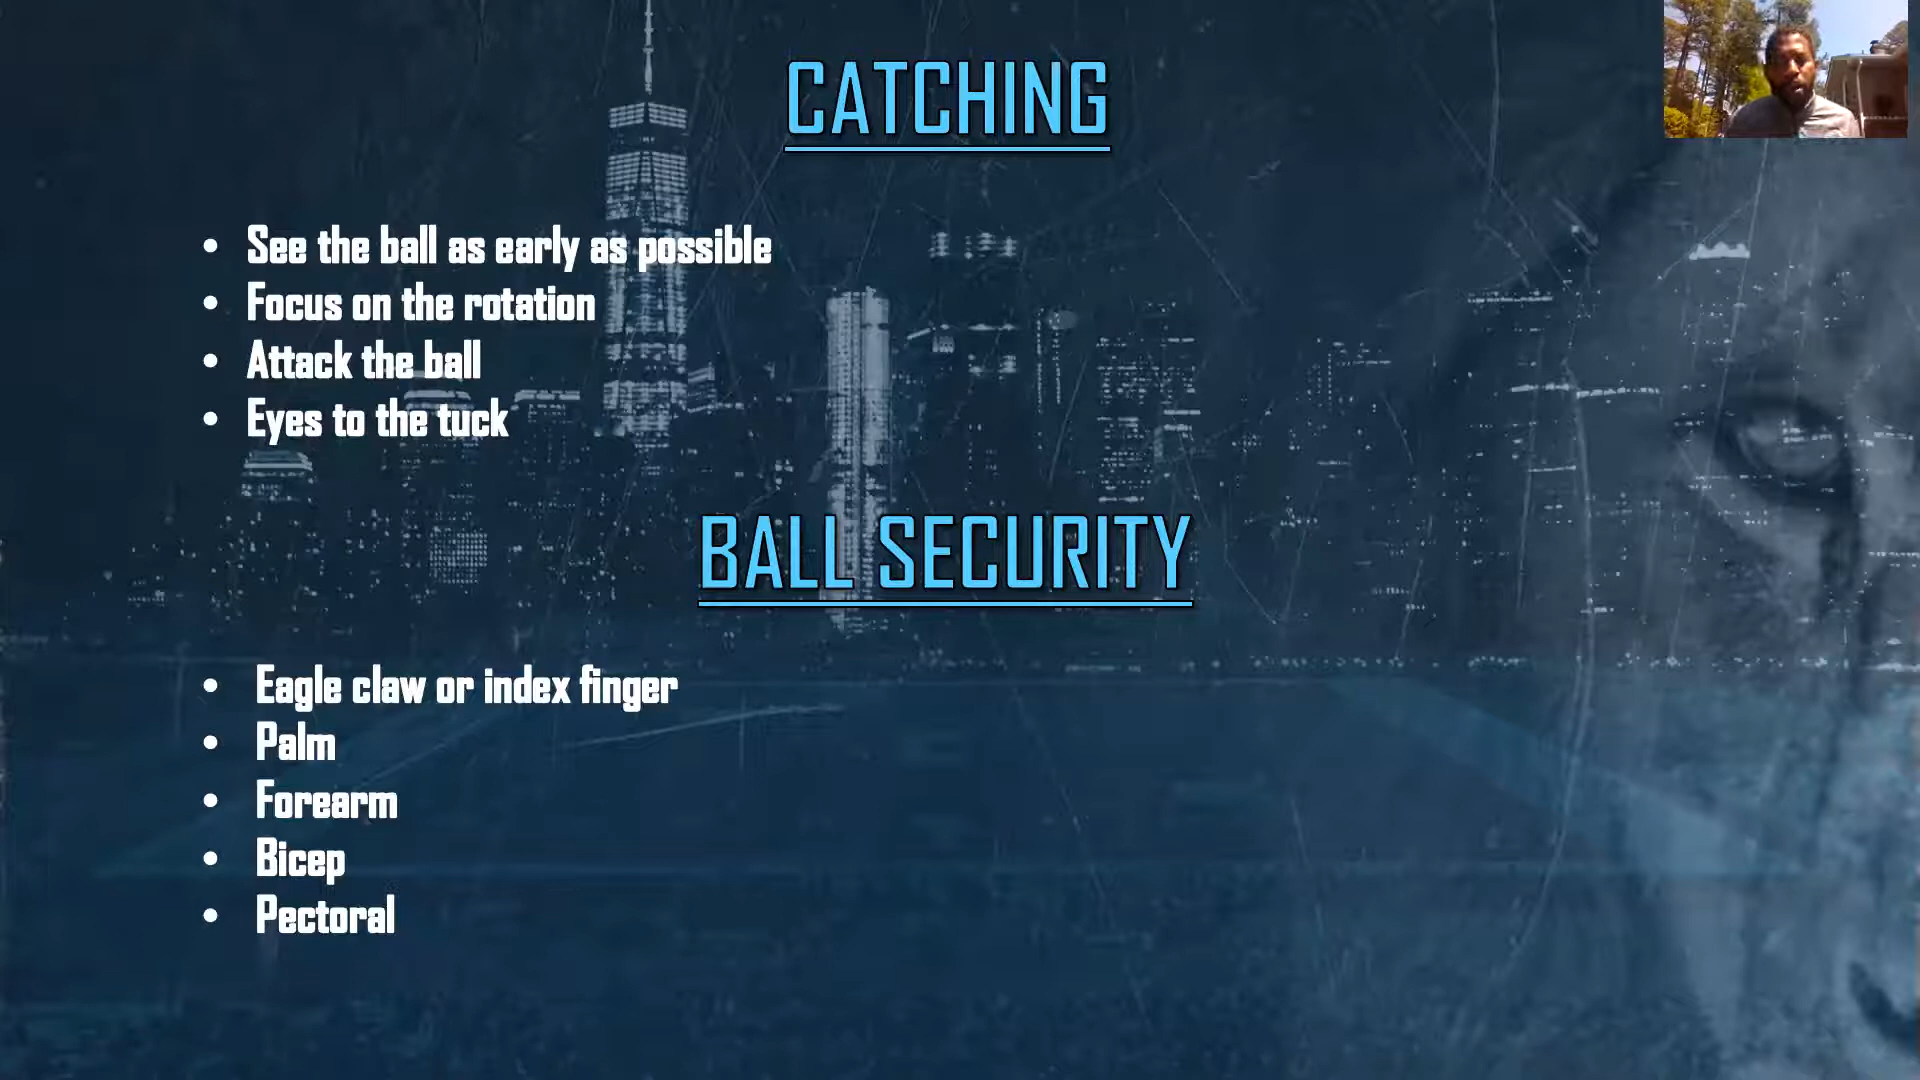 CATCHING
• See the ball as early as possible
• Focus on the rotation
• Attack the ball
• Eyes to the tuck
BALL SECURITY
• Eagle claw or index finger
• Palm
• Forearm
• Bicep
• Pectoral